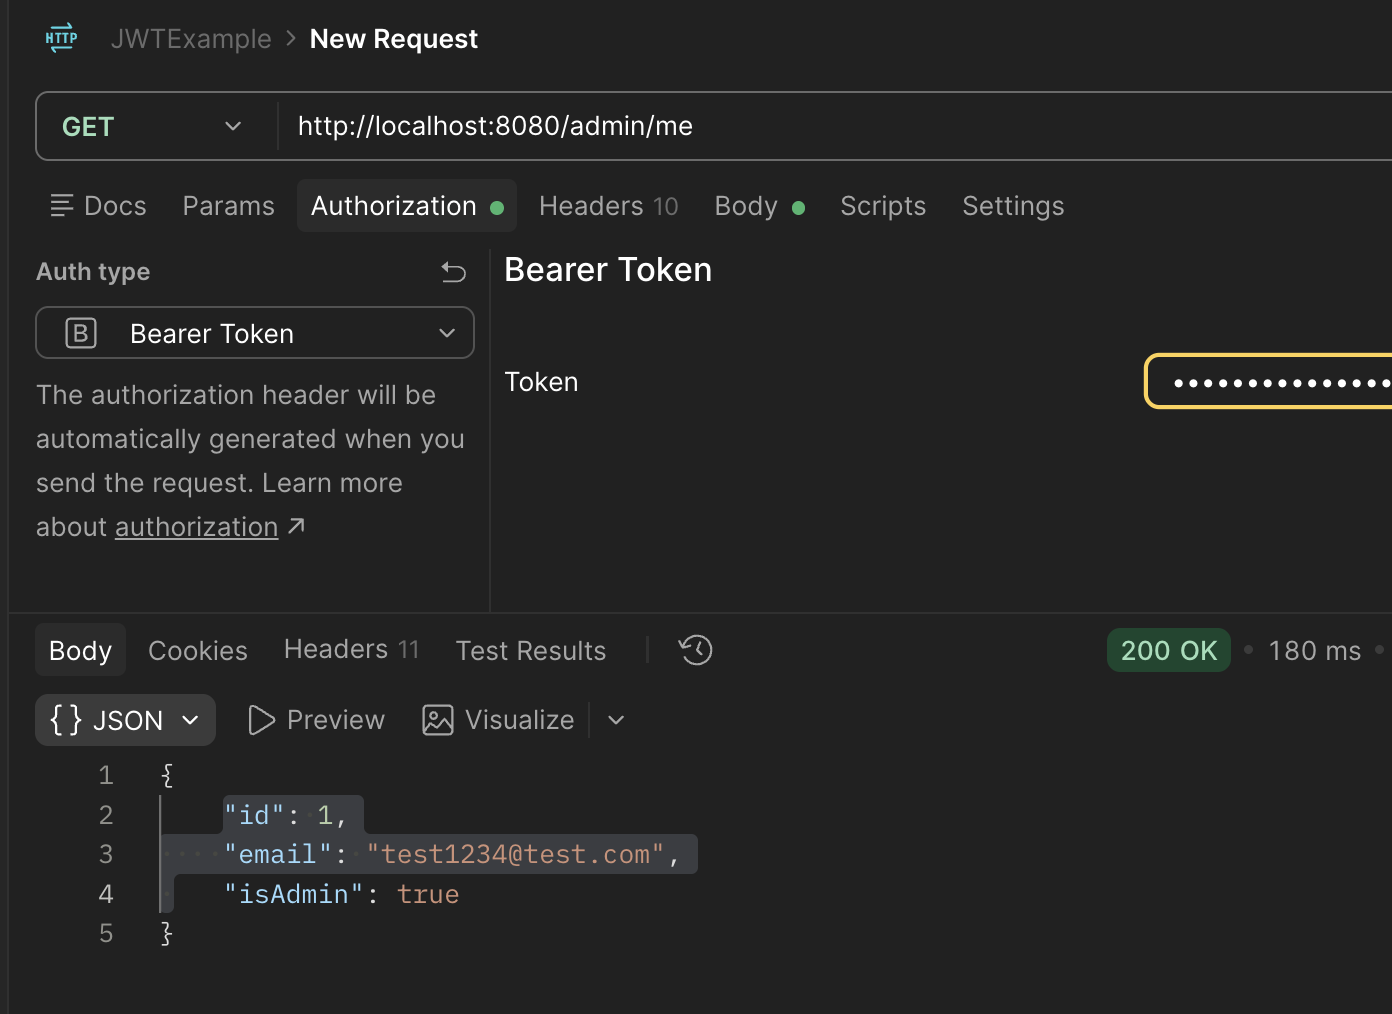 HTTP JWTExample > New Request
GET http://localhost:8080/admin/me
Docs Params Authorization Headers 10 Body Scripts Settings
Auth type
B Bearer Token
The authorization header will be
automatically generated when you
send the request. Learn more
about authorization ↗
Bearer Token
Token •••••••••••••••
Body Cookies Headers 11 Test Results 200 OK • 180 ms •
{ } JSON Preview Visualize
1 {
2 "id": 1,
3 "email": "test1234@test.com",
4 "isAdmin": true
5 }